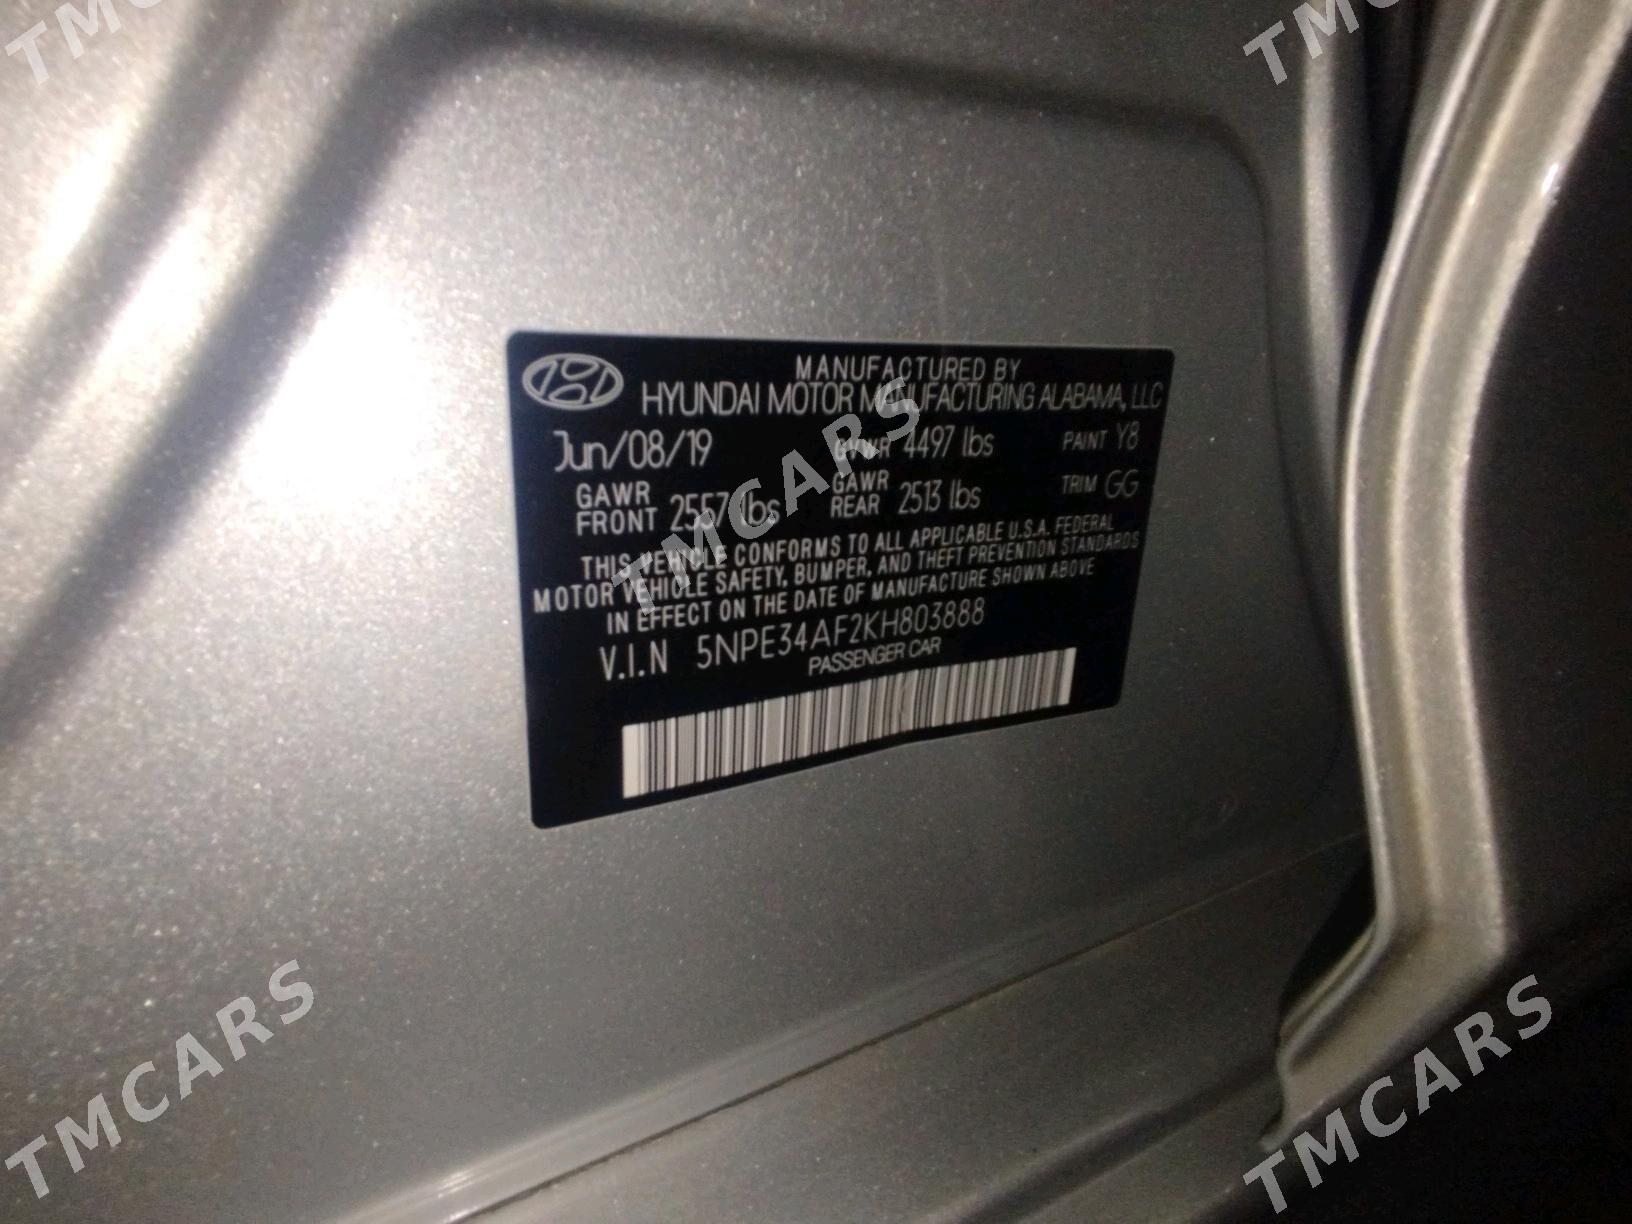 TMCARS
TMCARS
MANUFACTURED BY
HYUNDAI MOTOR MANUFACTURING ALABAMA, LLC
Jun/08/19 GVWR 4497 lbs PAINT Y8
GAWR FRONT 2557 lbs GAWR REAR 2513 lbs TRIM GG
THIS VEHICLE CONFORMS TO ALL APPLICABLE U.S.A. FEDERAL
MOTOR VEHICLE SAFETY, BUMPER, AND THEFT PREVENTION STANDARDS
IN EFFECT ON THE DATE OF MANUFACTURE SHOWN ABOVE
V.I.N 5NPE34AF2KH803888
PASSENGER CAR
TMCARS
TMCARS
TMCARS